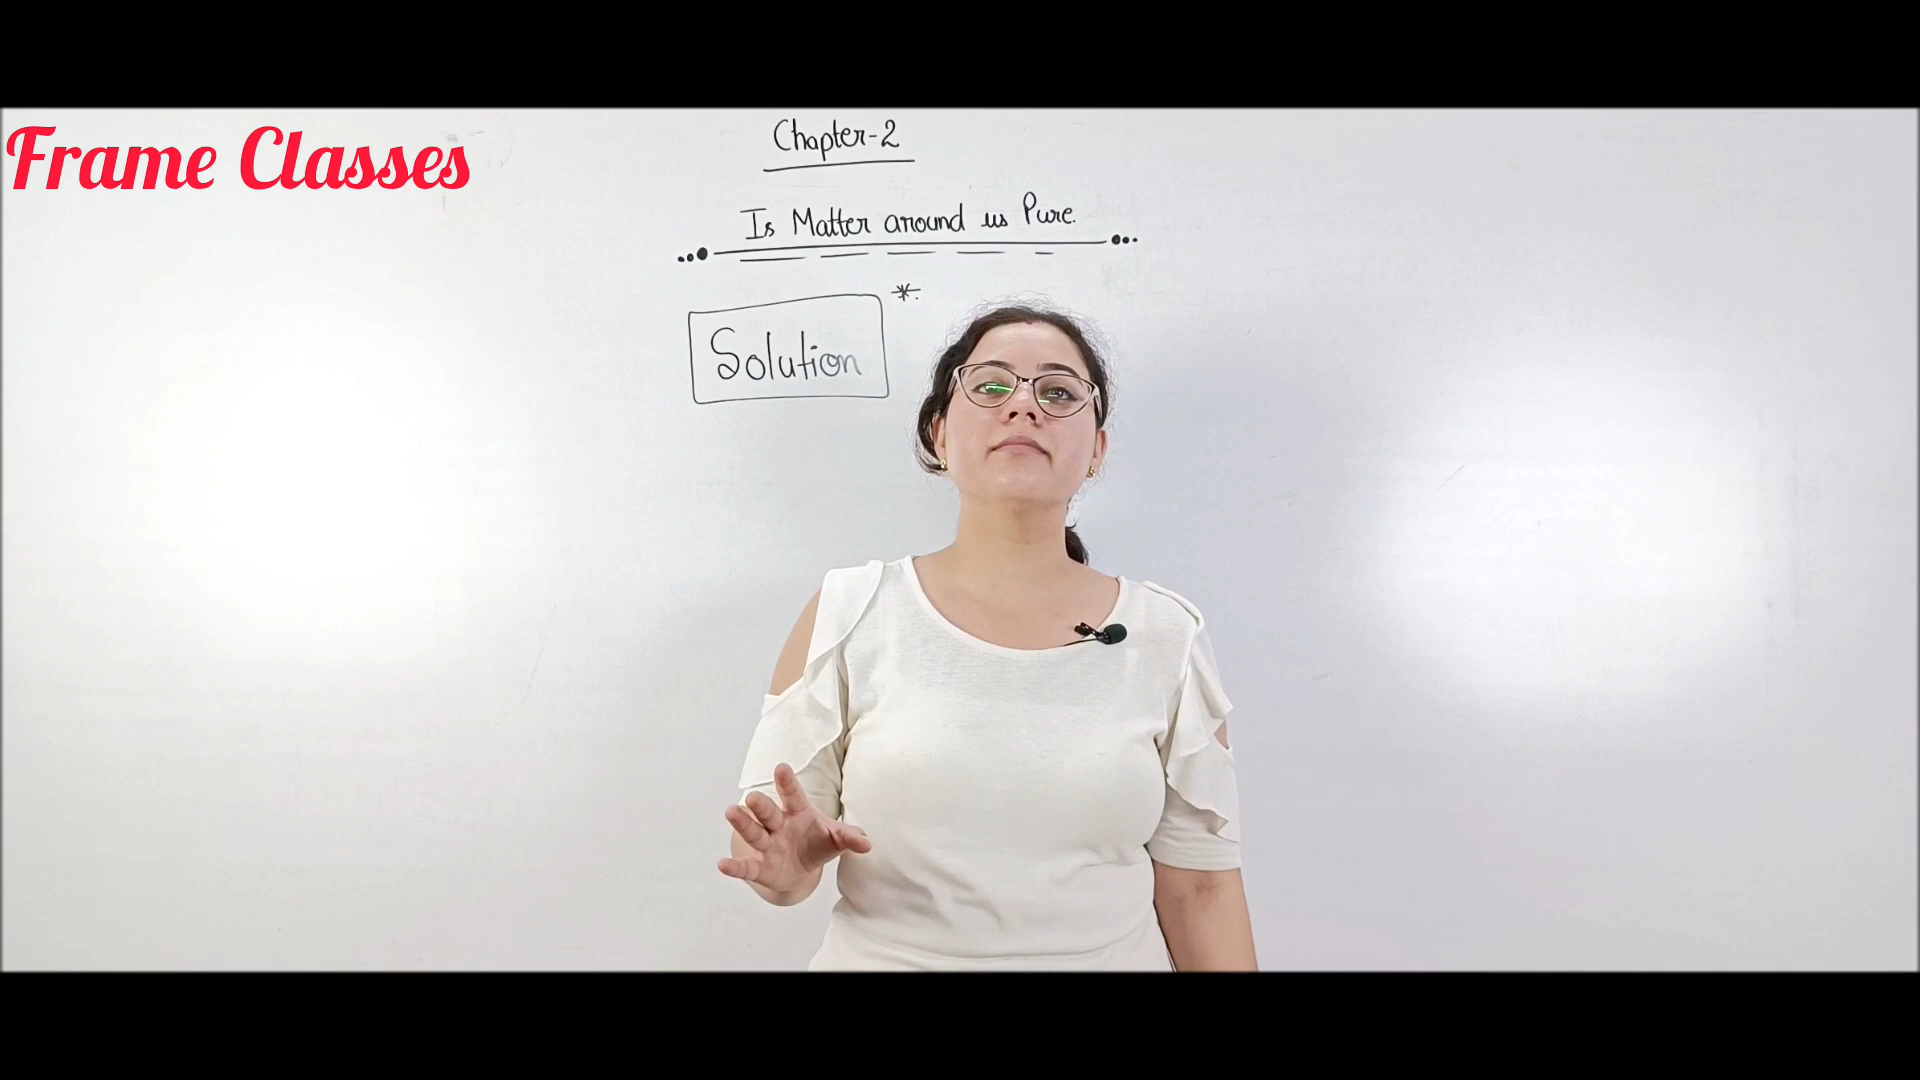 Frame Classes
Chapter-2
Is Matter around us Pure.
*.
Solution